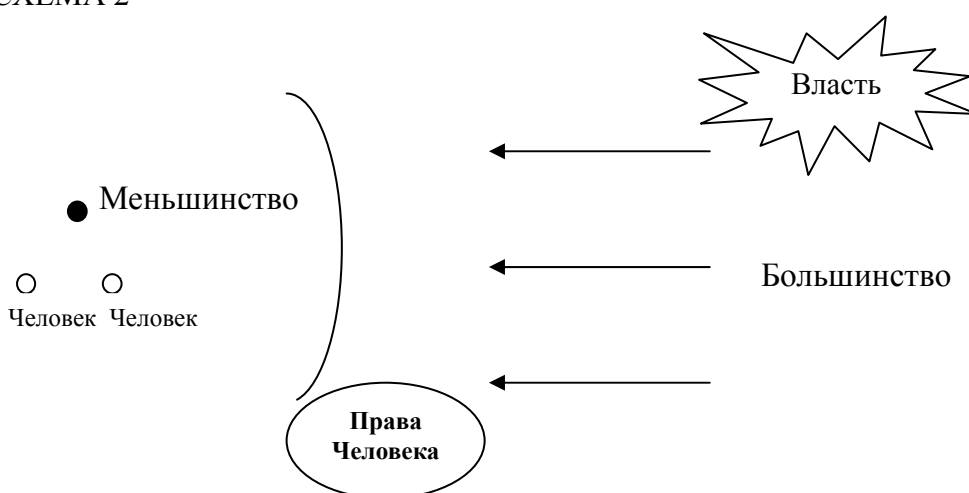 СХЕМА 2
Власть
Меньшинство
Большинство
Человек Человек
Права
Человека